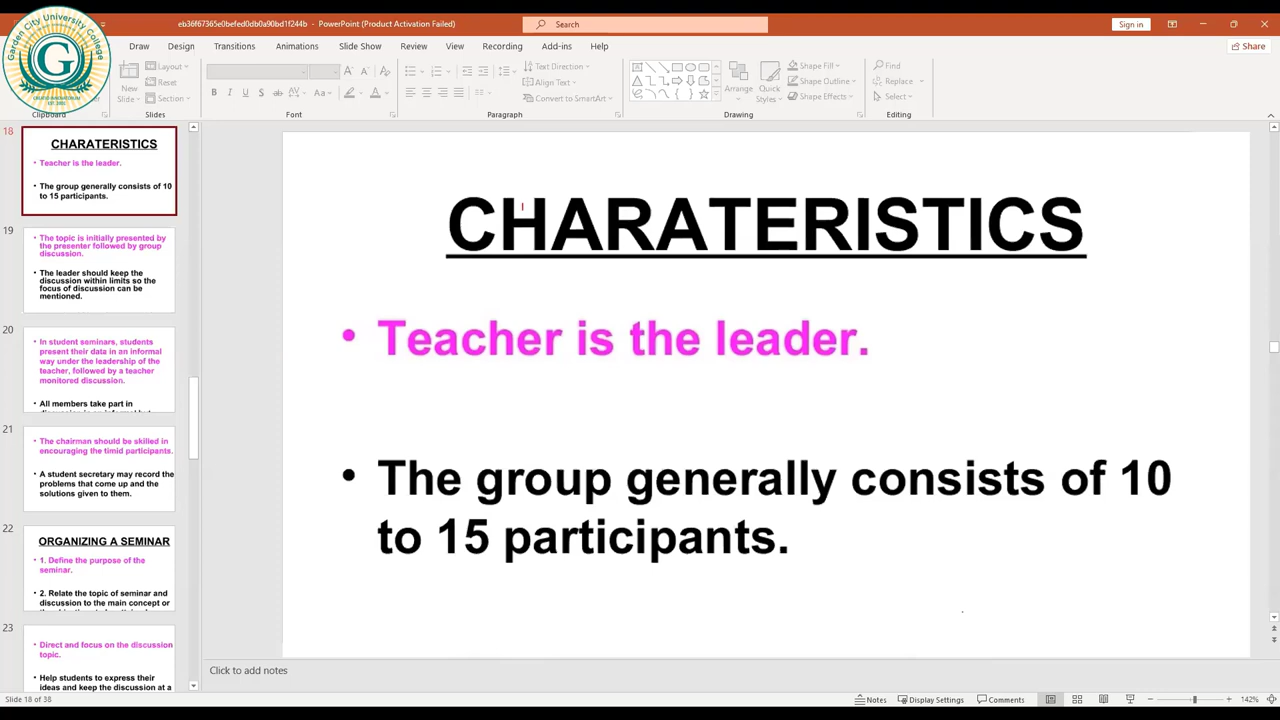 eb36f67365e0befed0db0a90bd1f244b - PowerPoint (Product Activation Failed)
Search
Sign in
Garden City University College
G
EST. 2001
Draw Design Transitions Animations Slide Show Review View Recording Add-ins Help
Share
New Slide
Layout
Reset
Section
B I U S ab AV Aa A
Text Direction
Align Text
Convert to SmartArt
Arrange
Quick Styles
Shape Fill
Shape Outline
Shape Effects
Find
Replace
Select
Clipboard Slides Font Paragraph Drawing Editing
18
CHARATERISTICS
• Teacher is the leader.
• The group generally consists of 10
to 15 participants.
19
• The topic is initially presented by
the presenter followed by group
discussion.
• The leader should keep the
discussion within limits so the
focus of discussion can be
mentioned.
20
• In student seminars, students
present their data in an informal
way under the leadership of the
teacher, followed by a teacher
monitored discussion.
• All members take part in
21
• The chairman should be skilled in
encouraging the timid participants.
• A student secretary may record the
problems that come up and the
solutions given to them.
22
ORGANIZING A SEMINAR
• 1. Define the purpose of the
seminar.
• 2. Relate the topic of seminar and
discussion to the main concept or
23
• Direct and focus on the discussion
topic.
• Help students to express their
ideas and keep the discussion at a
CHARATERISTICS
• Teacher is the leader.
• The group generally consists of 10
to 15 participants.
Click to add notes
Slide 18 of 38
Notes Display Settings Comments
142%